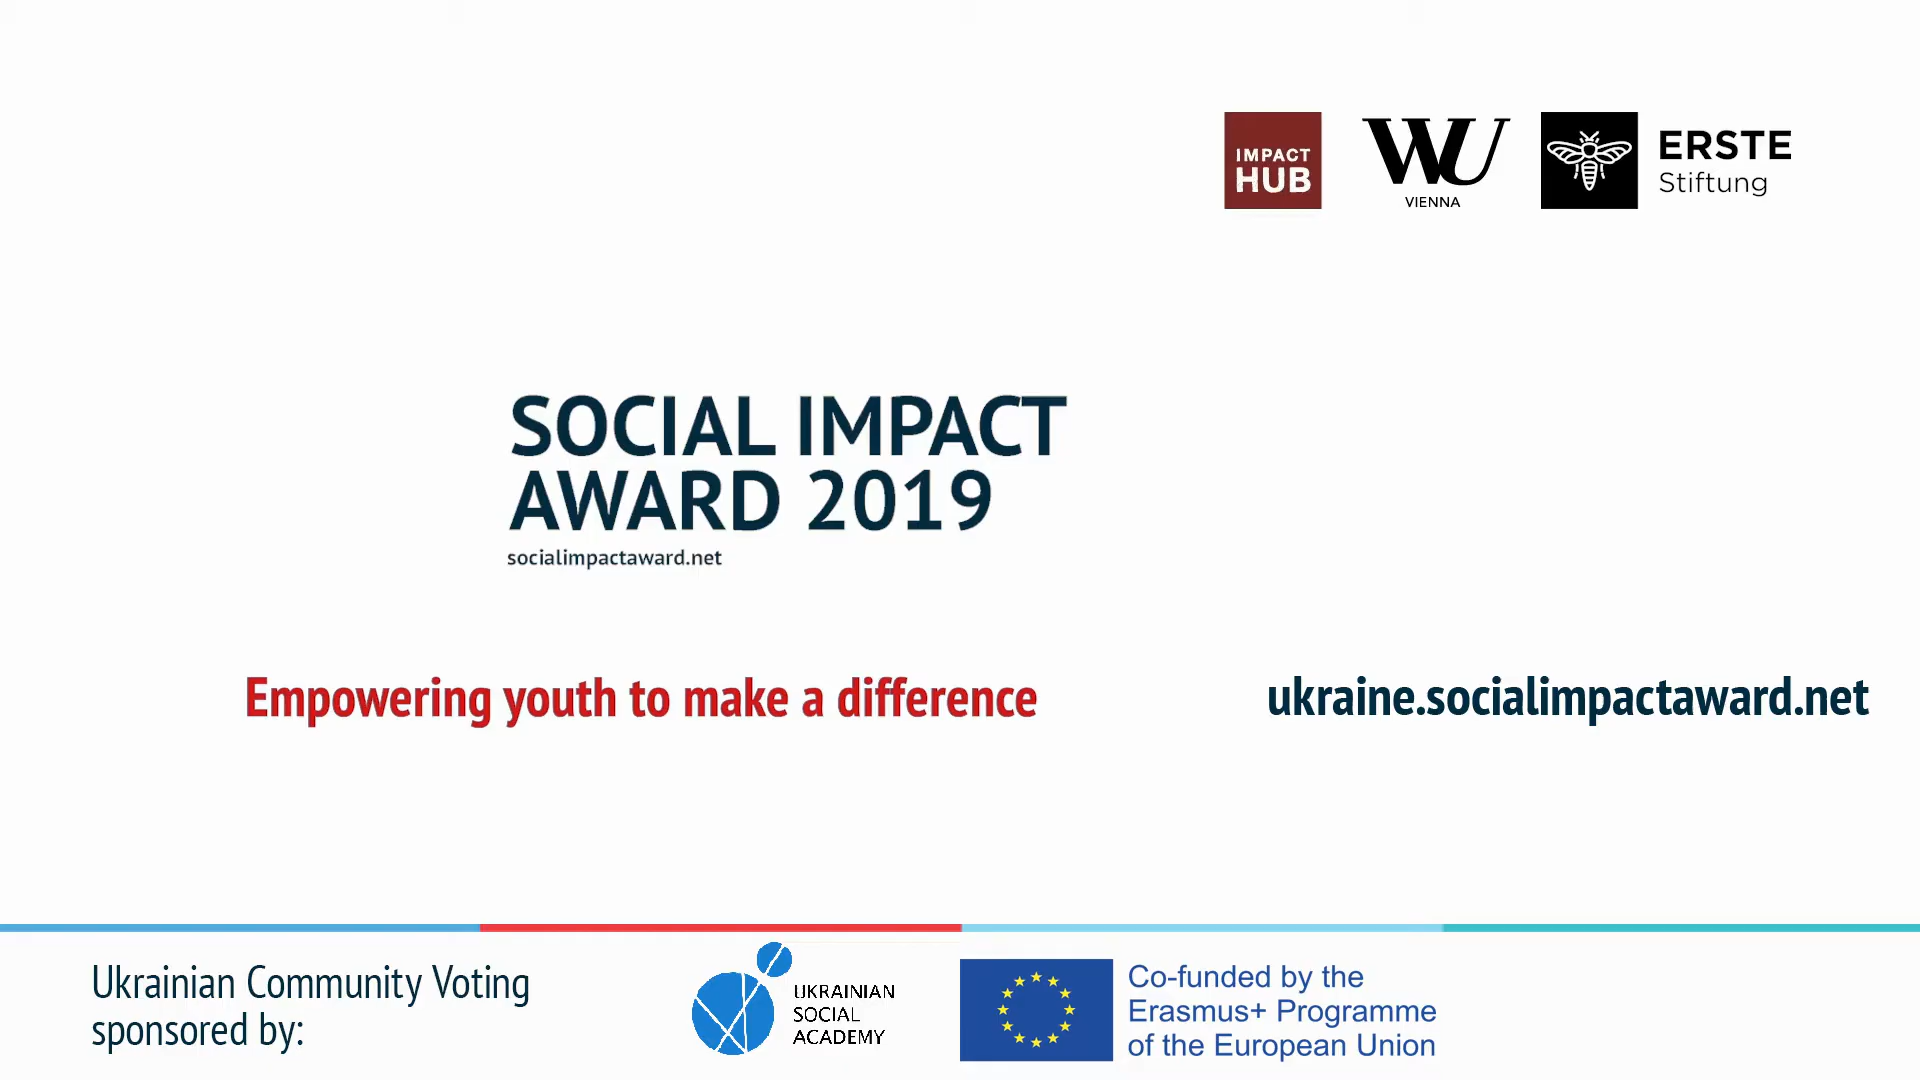 IMPACT
HUB
WU
VIENNA
ERSTE
Stiftung
SOCIAL IMPACT
AWARD 2019
socialimpactaward.net
Empowering youth to make a difference
ukraine.socialimpactaward.net
Ukrainian Community Voting
sponsored by:
UKRAINIAN
SOCIAL
ACADEMY
Co-funded by the
Erasmus+ Programme
of the European Union